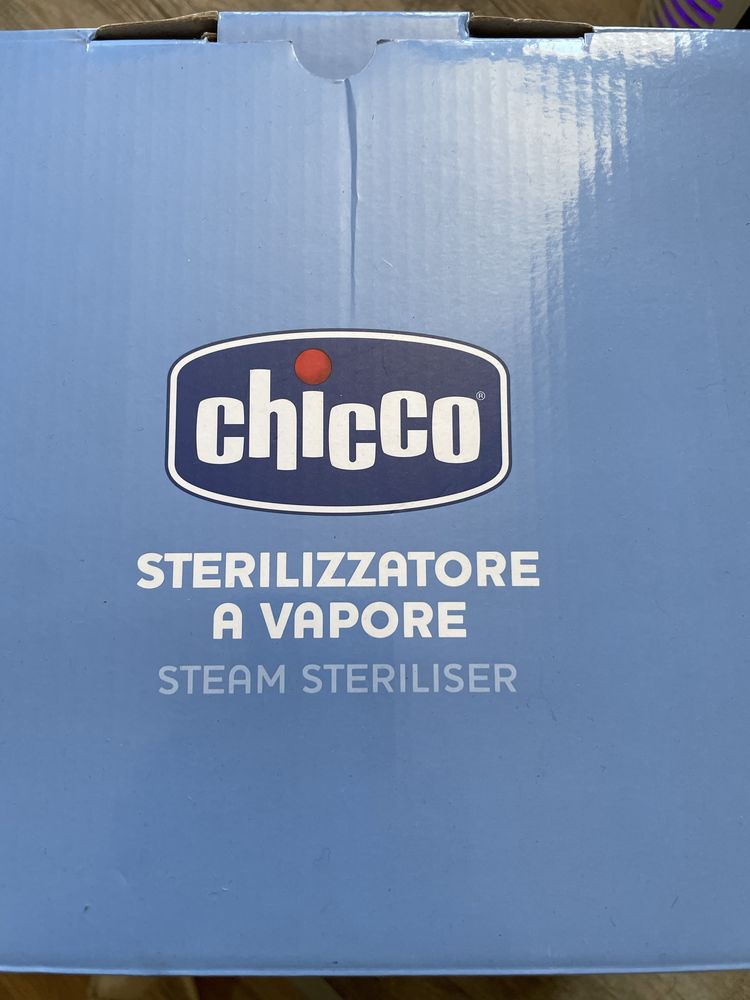 chicco®
STERILIZZATORE
A VAPORE
STEAM STERILISER